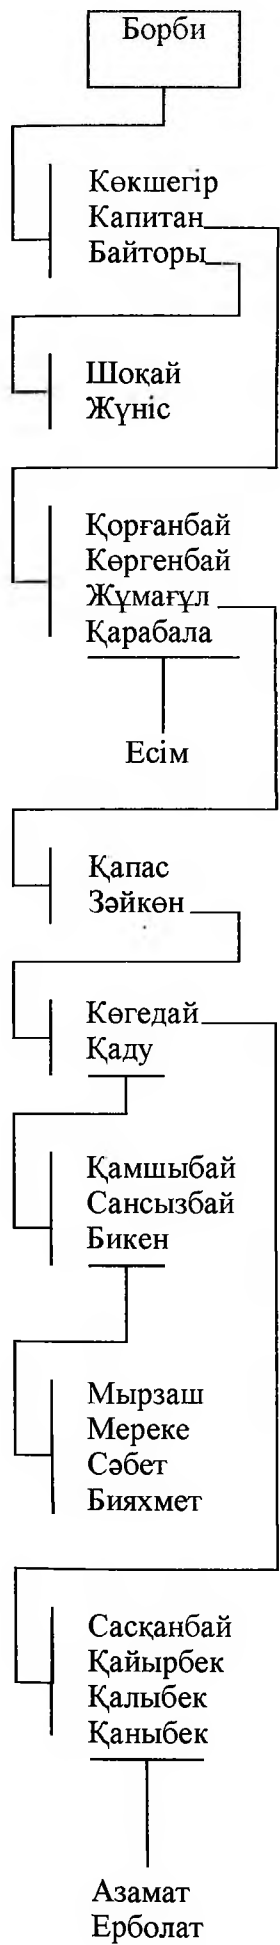 Борби
Көкшегір
Капитан
Байторы
Шоқай
Жүніс
Қорғанбай
Көргенбай
Жұмағұл
Қарабала
Есім
Қапас
Зәйкөн
Көгедай
Қаду
Қамшыбай
Сансызбай
Бикен
Мырзаш
Мереке
Сәбет
Бияхмет
Сасқанбай
Қайырбек
Қалыбек
Қаныбек
Азамат
Ерболат